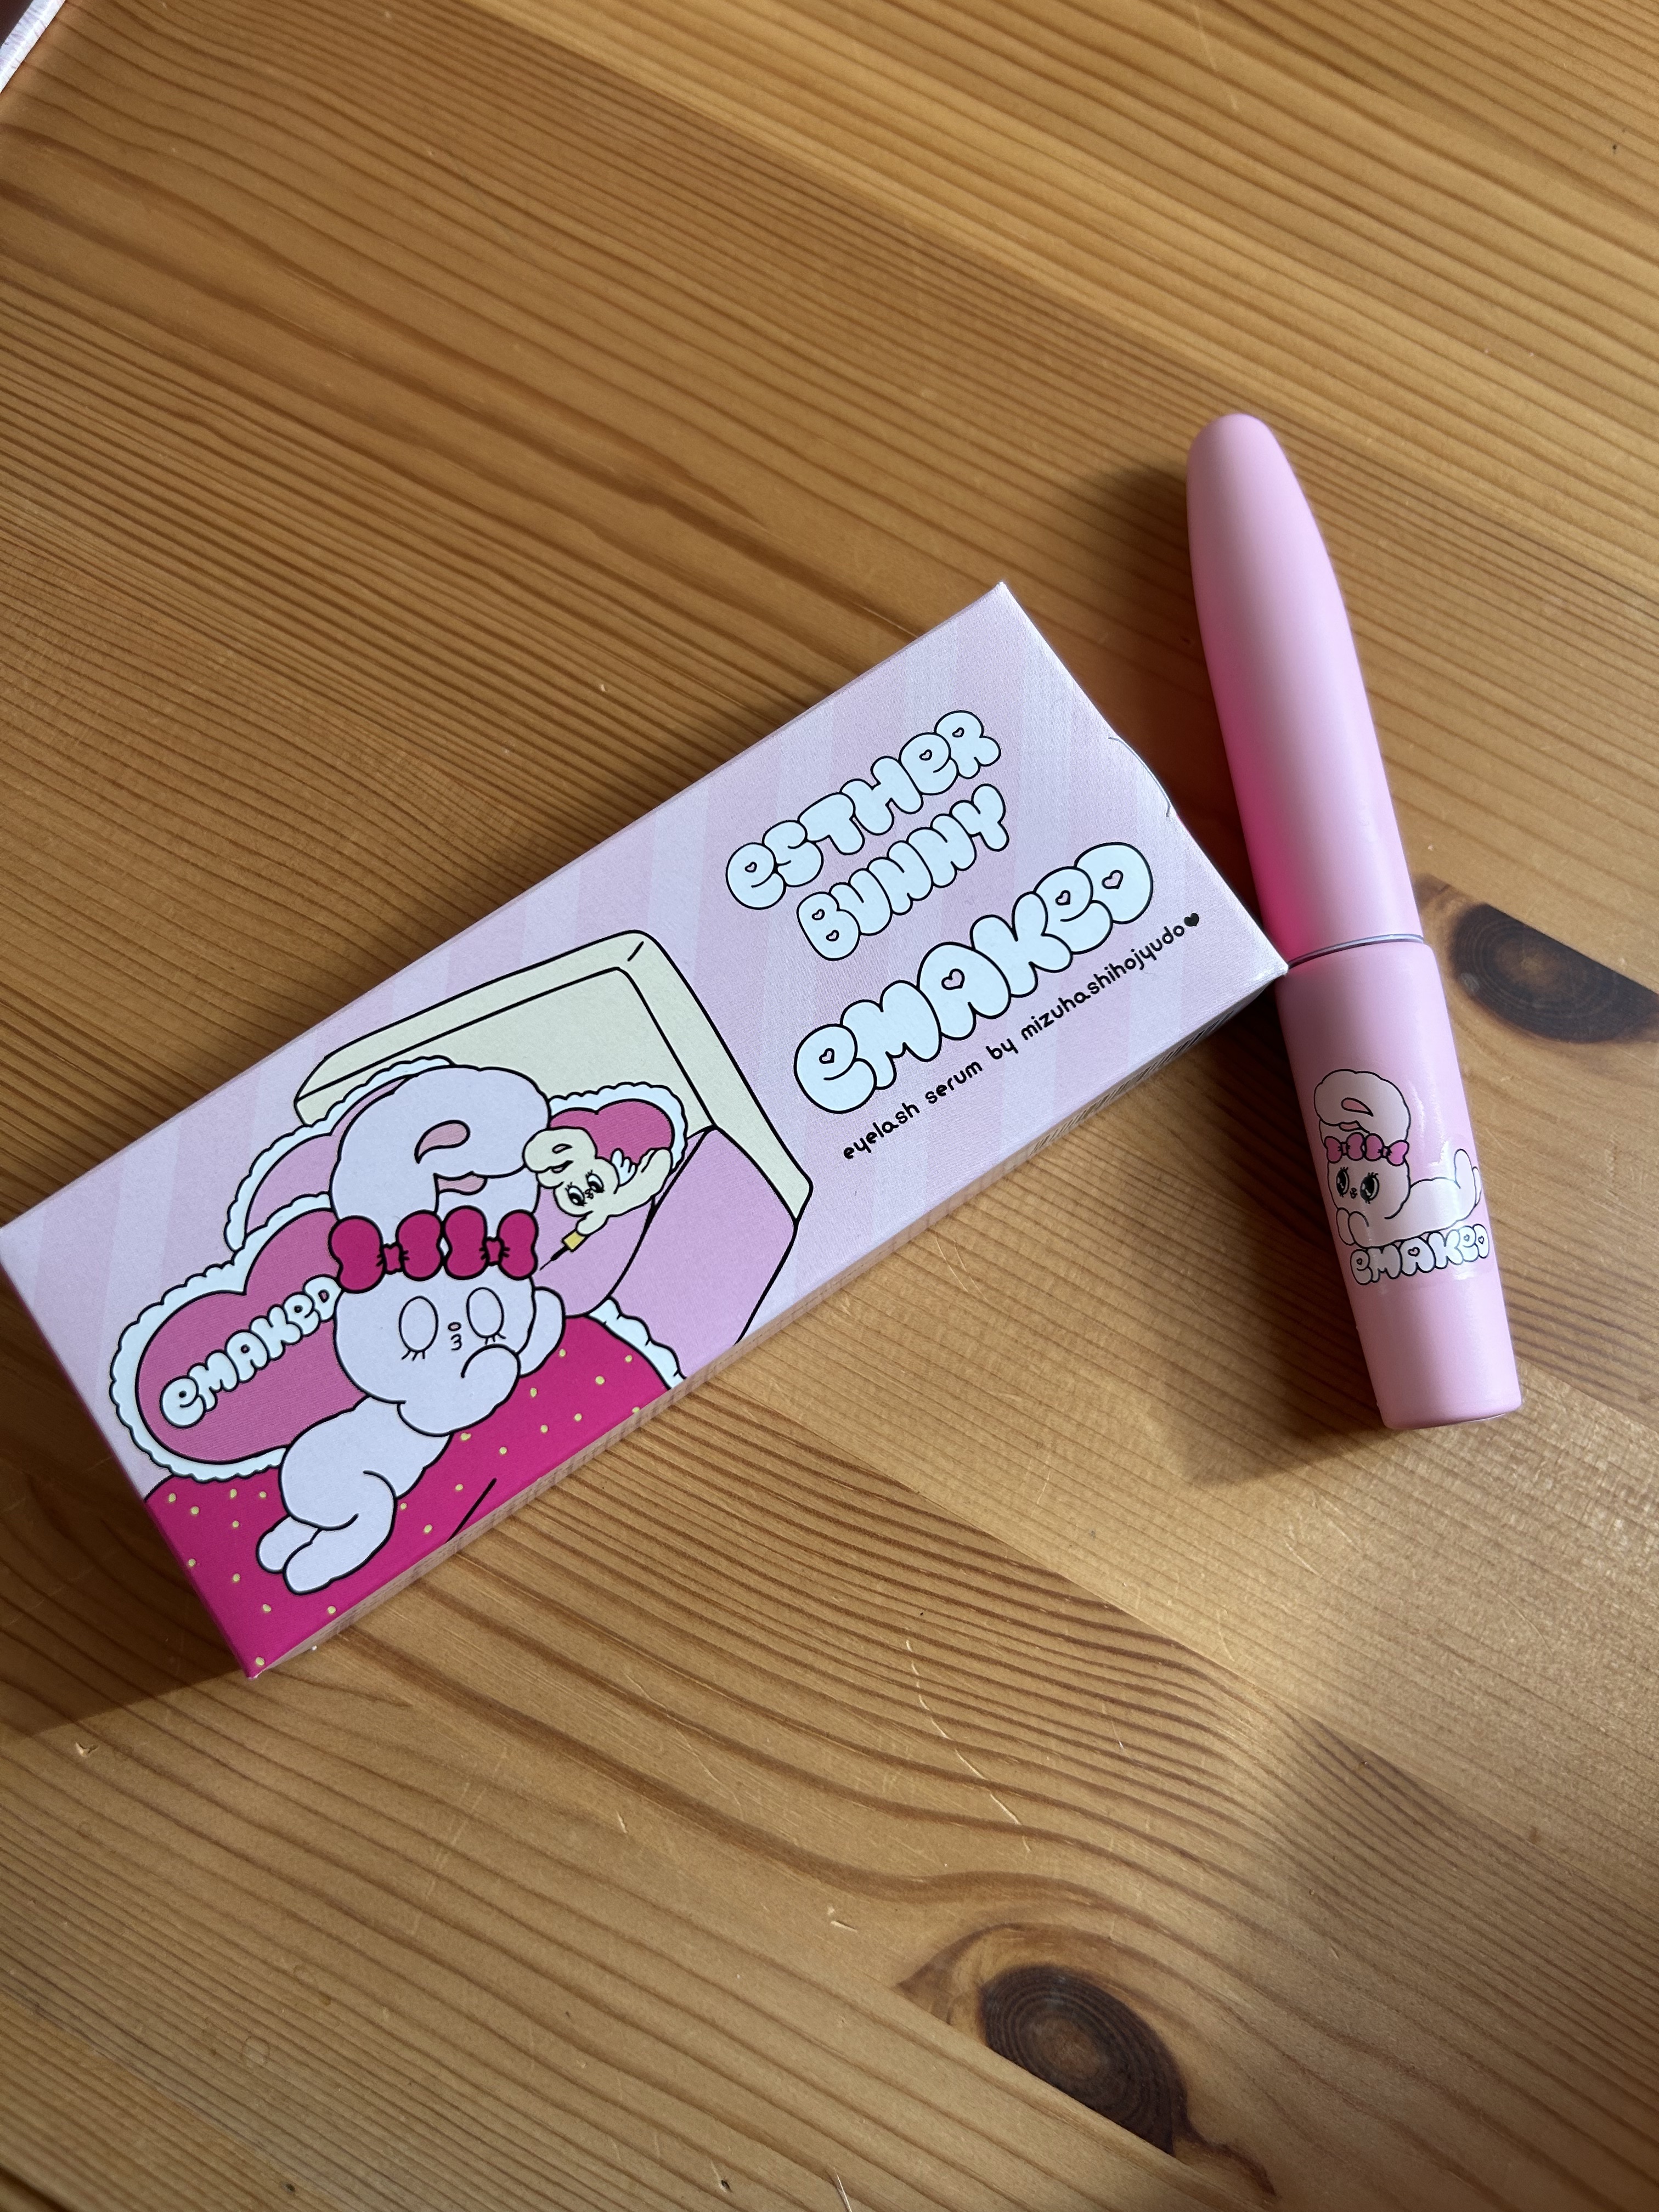 ESTHER
BUNNY
EMAKED
eyelash serum by mizuhashihojyudo♥
EMAKED
EMAKED